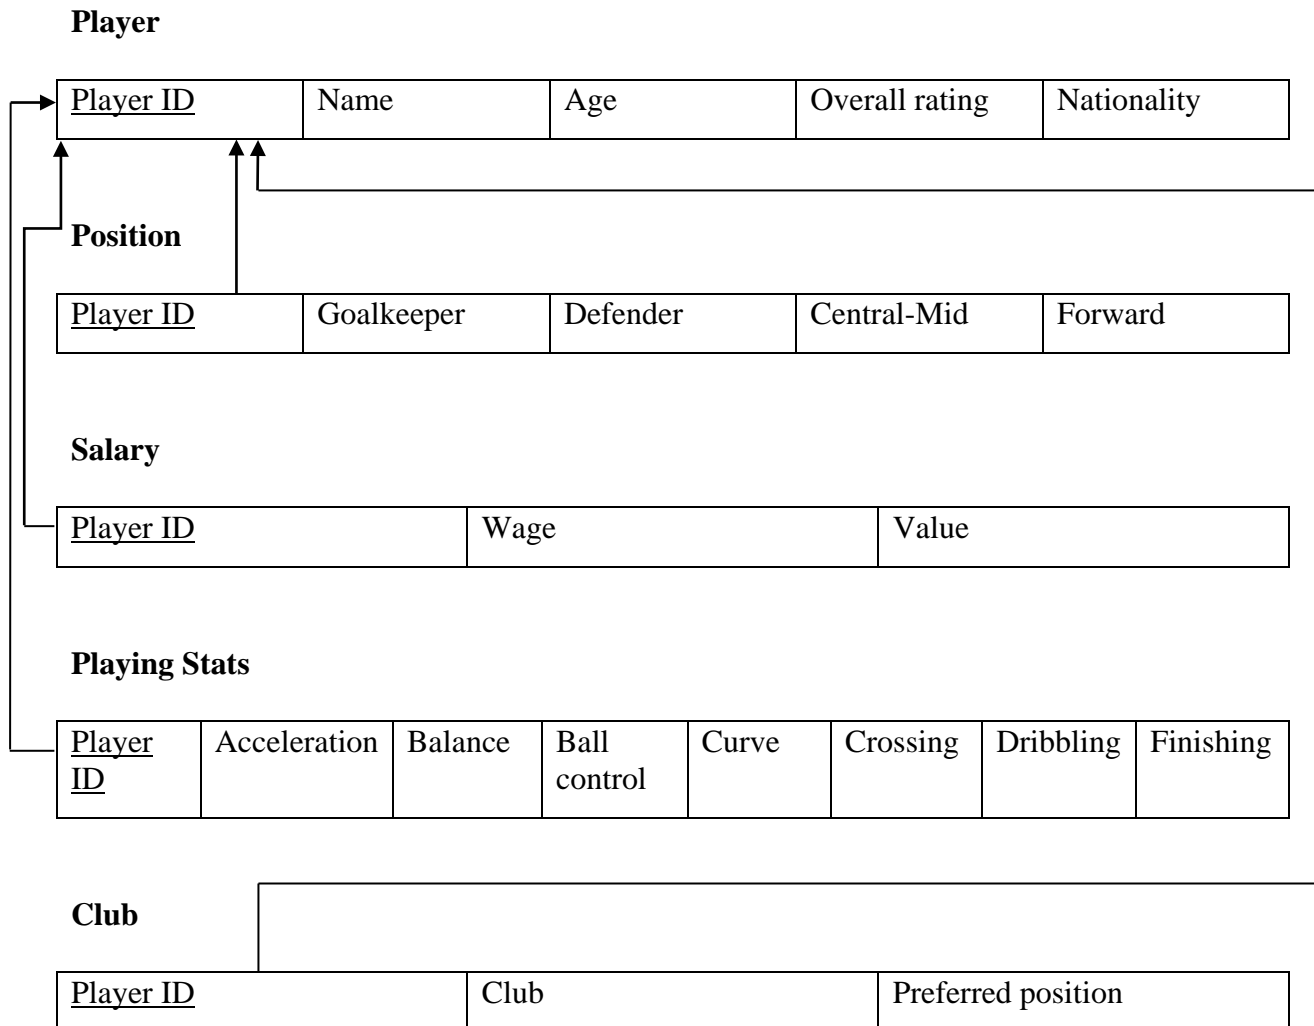 Player
Player ID Name Age Overall rating Nationality
Position
Player ID Goalkeeper Defender Central-Mid Forward
Salary
Player ID Wage Value
Playing Stats
Player ID Acceleration Balance Ball control Curve Crossing Dribbling Finishing
Club
Player ID Club Preferred position